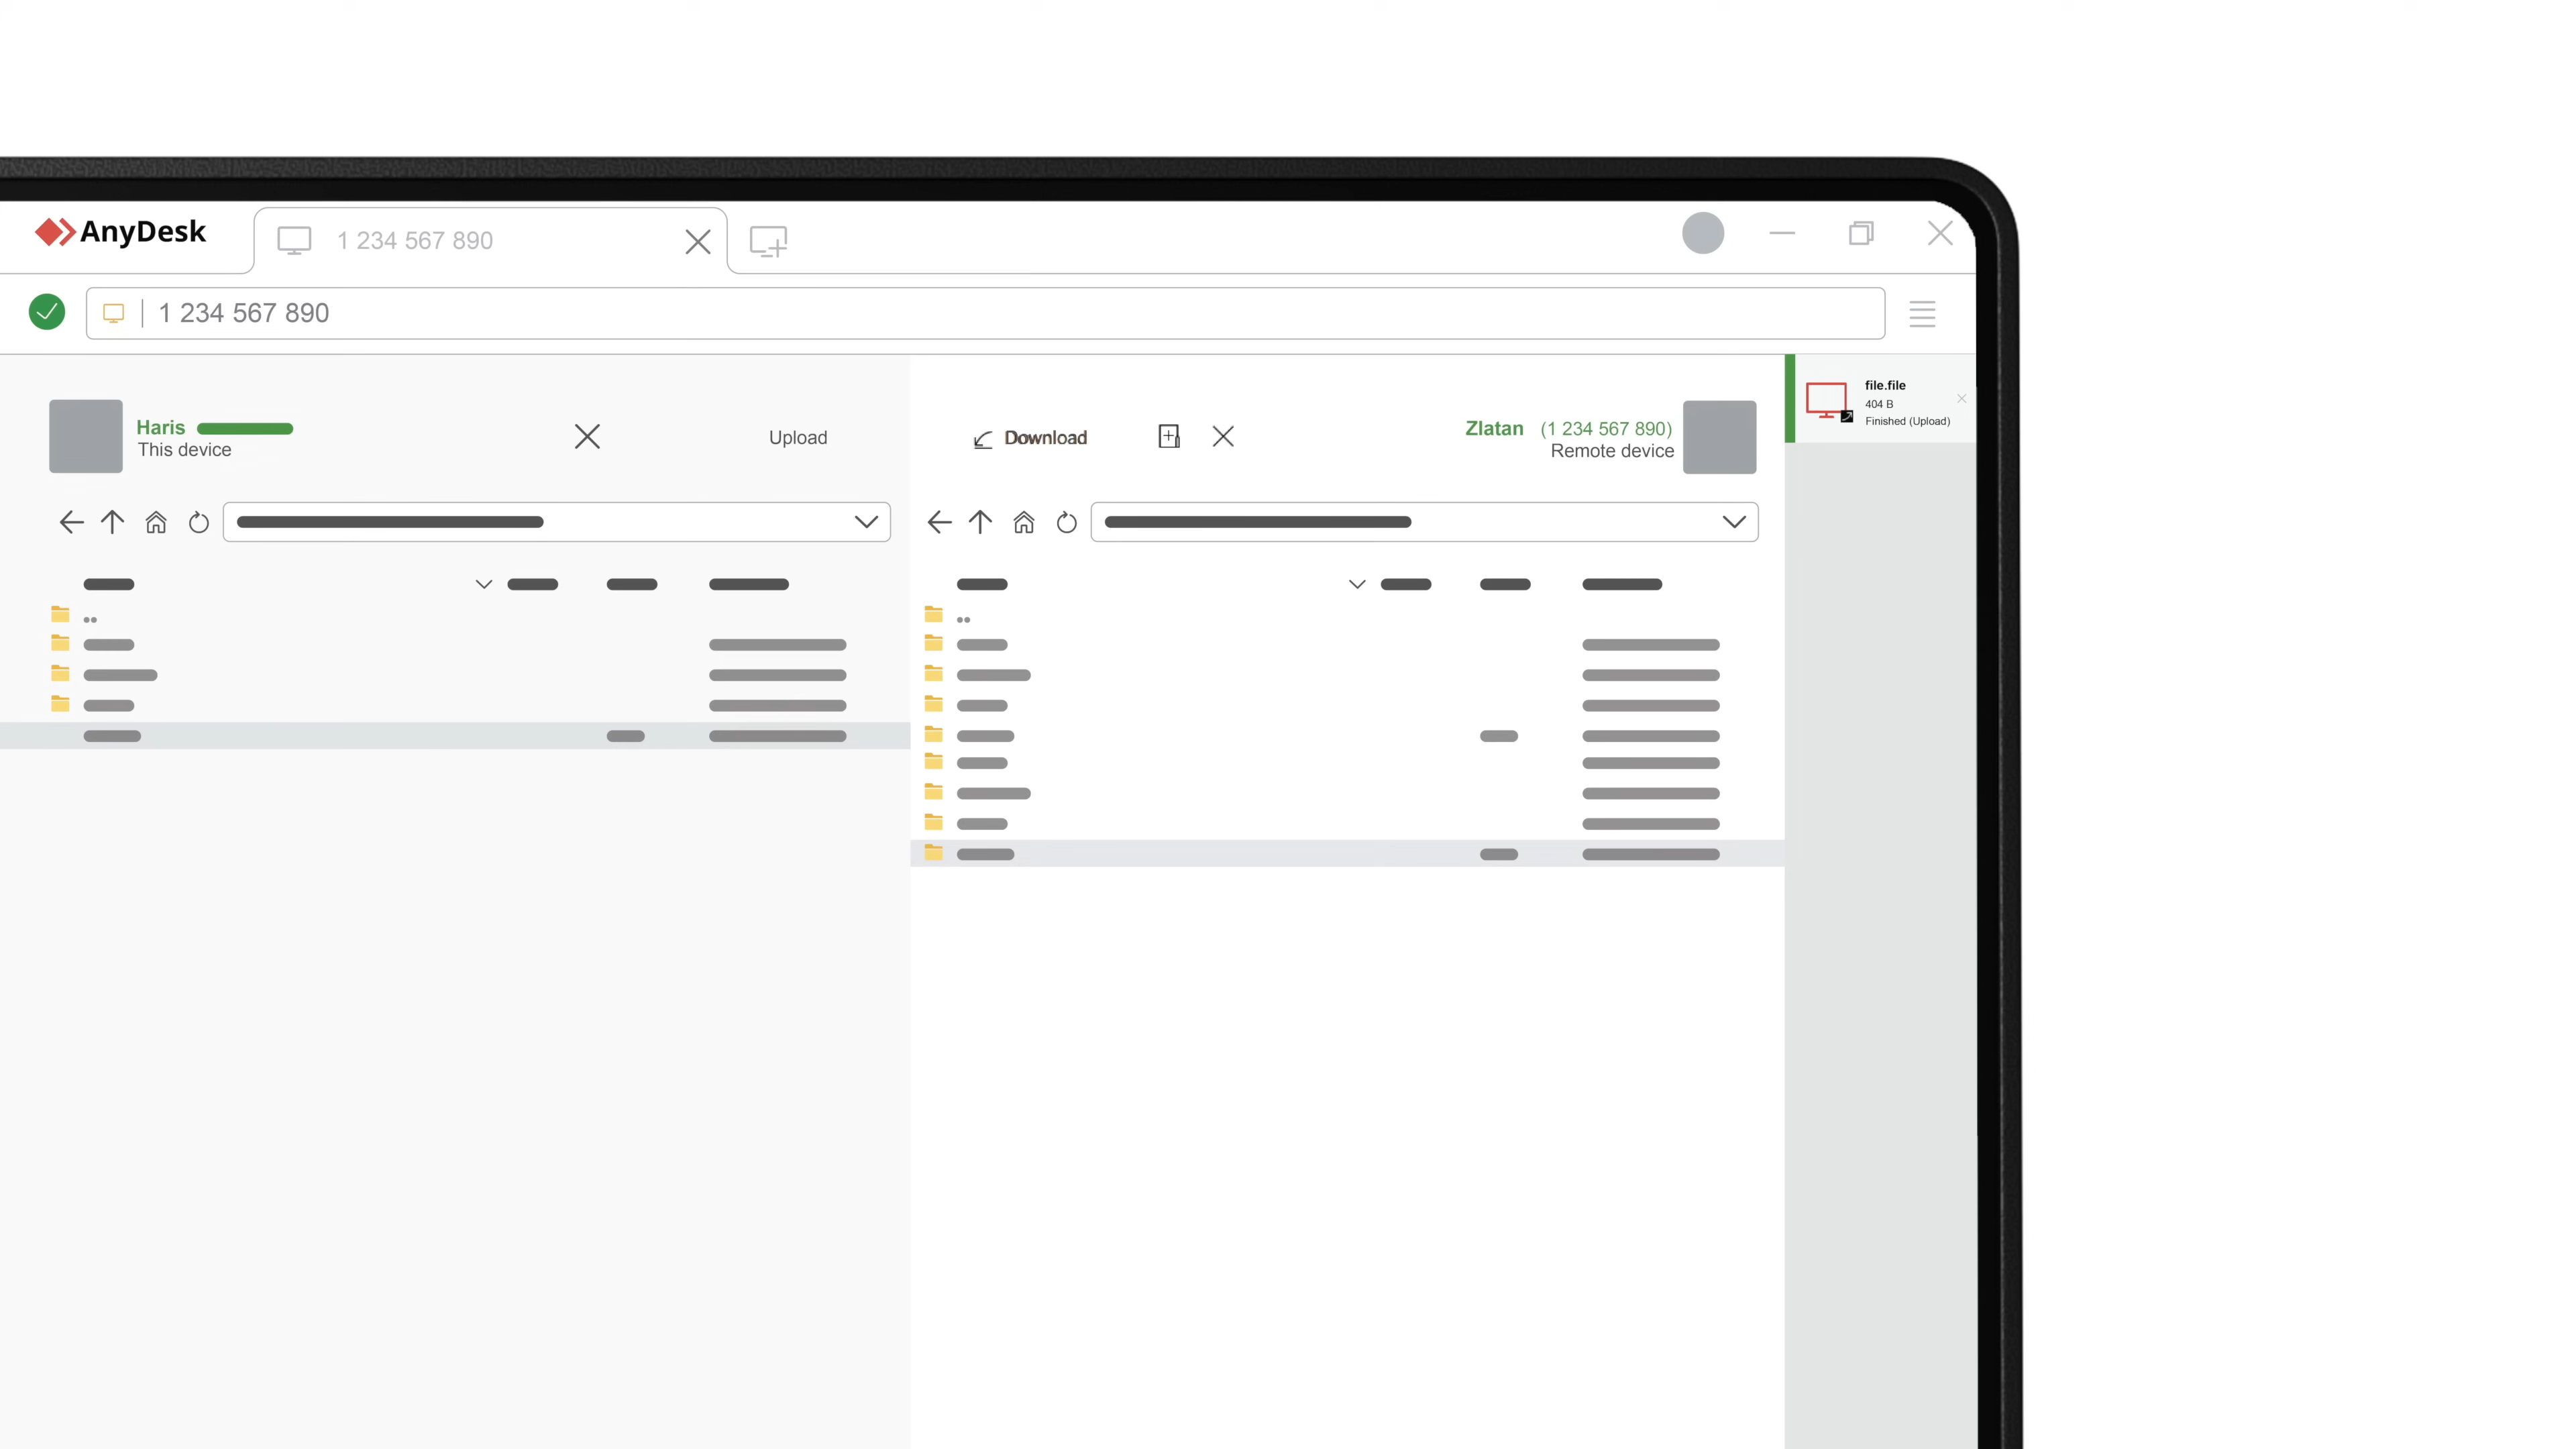 AnyDesk
1 234 567 890
1 234 567 890
Haris
This device
Upload
Download
Zlatan (1 234 567 890)
Remote device
file.file
404 B
Finished (Upload)